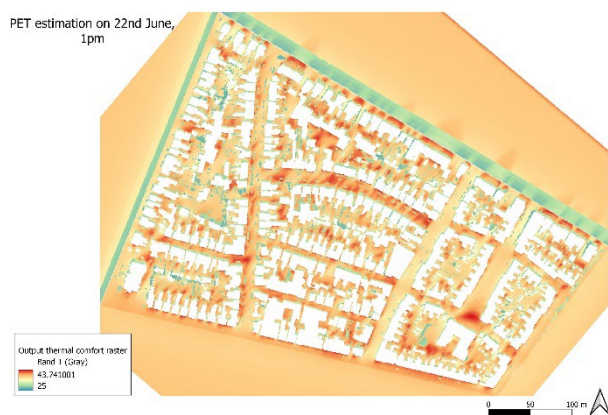 PET estimation on 22nd June,
1pm
Output thermal comfort raster
Band 1 (Gray)
43.741001
25
0 50 100 m